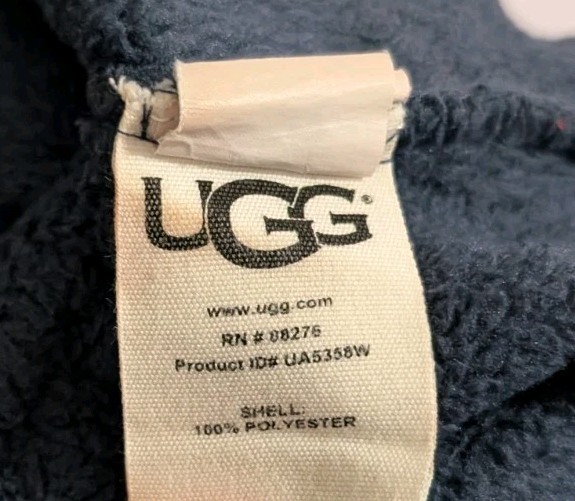 UGG®
www.ugg.com
RN # 88276
Product ID# UA5358W
SHELL:
100% POLYESTER